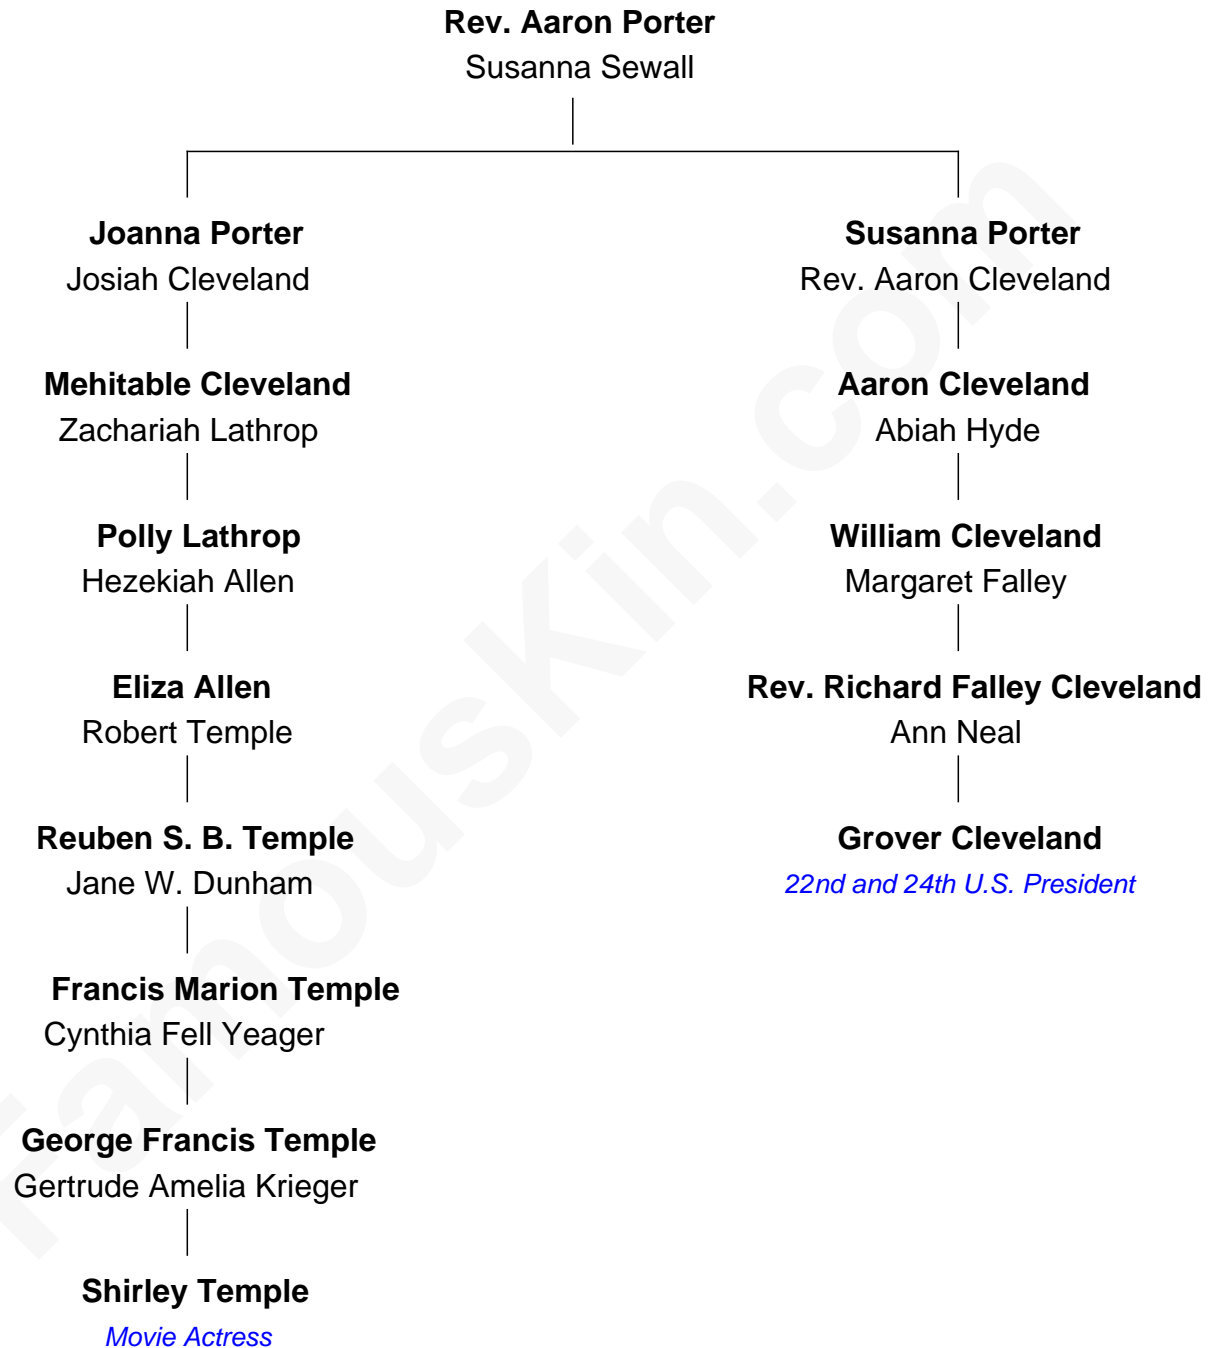 Rev. Aaron Porter
Susanna Sewall
Joanna Porter
Josiah Cleveland
Mehitable Cleveland
Zachariah Lathrop
Polly Lathrop
Hezekiah Allen
Eliza Allen
Robert Temple
Reuben S. B. Temple
Jane W. Dunham
Francis Marion Temple
Cynthia Fell Yeager
George Francis Temple
Gertrude Amelia Krieger
Shirley Temple
Movie Actress
Susanna Porter
Rev. Aaron Cleveland
Aaron Cleveland
Abiah Hyde
William Cleveland
Margaret Falley
Rev. Richard Falley Cleveland
Ann Neal
Grover Cleveland
22nd and 24th U.S. President
FamousKin.com